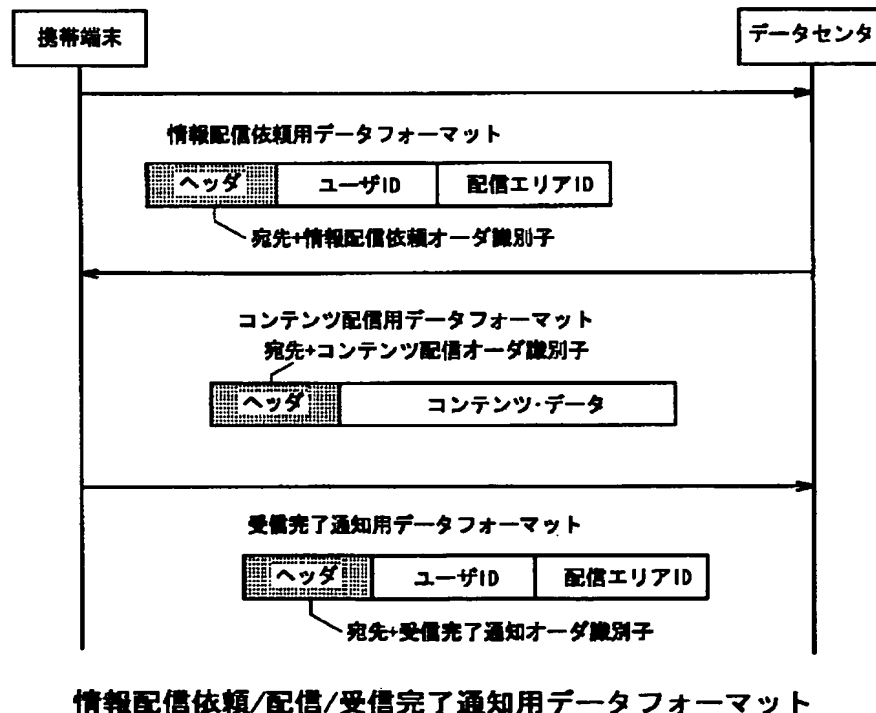 携帯端末
データセンタ
情報配信依頼用データフォーマット
ヘッダ
ユーザID
配信エリアID
宛先+情報配信依頼オーダ識別子
コンテンツ配信用データフォーマット
宛先+コンテンツ配信オーダ識別子
ヘッダ
コンテンツ・データ
受信完了通知用データフォーマット
ヘッダ
ユーザID
配信エリアID
宛先+受信完了通知オーダ識別子
情報配信依頼/配信/受信完了通知用データフォーマット